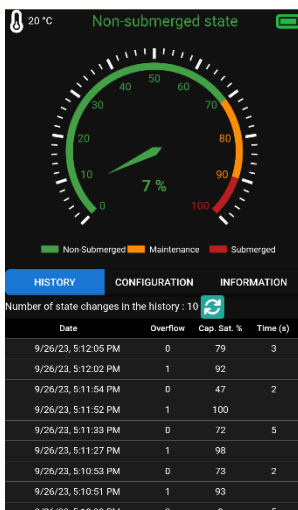 20 °C Non-submerged state
50
40 60
30 70
20 80
10 90
7 %
0 100
Non-Submerged Maintenance Submerged
HISTORY CONFIGURATION INFORMATION
Number of state changes in the history : 10
Date Overflow Cap. Sat. % Time (s)
9/26/23, 5:12:05 PM 0 79 3
9/26/23, 5:12:02 PM 1 92
9/26/23, 5:11:54 PM 0 47 2
9/26/23, 5:11:52 PM 1 100
9/26/23, 5:11:33 PM 0 72 5
9/26/23, 5:11:27 PM 1 98
9/26/23, 5:10:53 PM 0 73 2
9/26/23, 5:10:51 PM 1 93